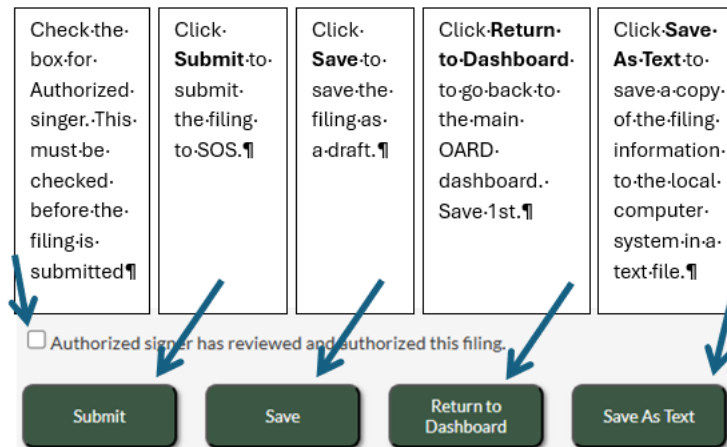 Check·the·
box·for·
Authorized·
singer.·This·
must·be·
checked·
before·the·
filing·is·
submitted¶
Click·
Submit·to·
submit·
the·filing·
to·SOS.¶
Click·
Save·to·
save·the·
filing·as·
a·draft.¶
Click·Return·
to·Dashboard·
to·go·back·to·
the·main·
OARD·
dashboard.·
Save·1st.¶
Click·Save·
As·Text·to·
save·a·copy·
of·the·filing·
information·
to·the·local·
computer·
system·in·a·
text·file.¶
Authorized signer has reviewed and authorized this filing.
Submit
Save
Return to
Dashboard
Save As Text